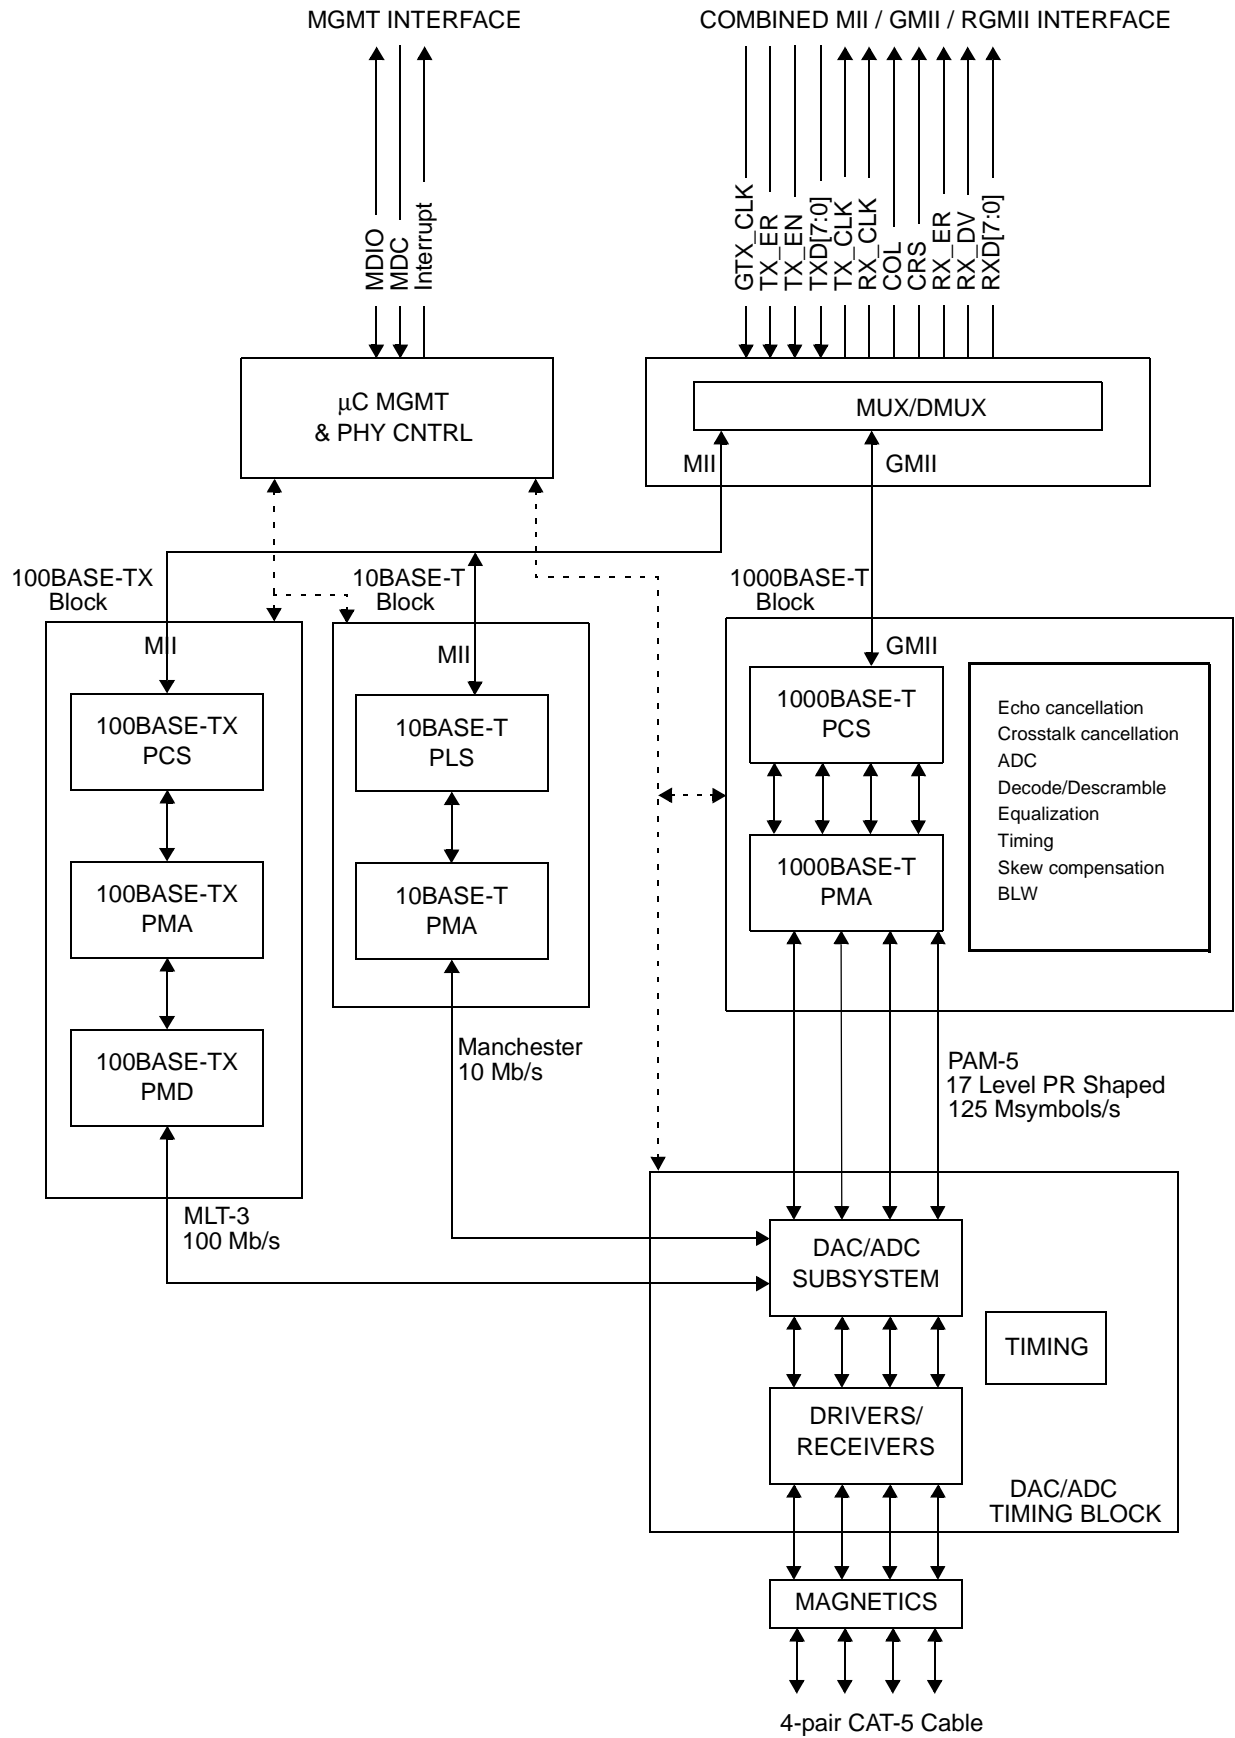 MGMT INTERFACE
COMBINED MII / GMII / RGMII INTERFACE
MDIO
MDC
Interrupt
GTX_CLK
TX_ER
TX_EN
TXD[7:0]
TX_CLK
RX_CLK
COL
CRS
RX_ER
RX_DV
RXD[7:0]
µC MGMT
& PHY CNTRL
MUX/DMUX
MII
GMII
100BASE-TX
Block
10BASE-T
Block
1000BASE-T
Block
MII
MII
GMII
100BASE-TX
PCS
10BASE-T
PLS
1000BASE-T
PCS
Echo cancellation
Crosstalk cancellation
ADC
Decode/Descramble
Equalization
Timing
Skew compensation
BLW
100BASE-TX
PMA
10BASE-T
PMA
1000BASE-T
PMA
100BASE-TX
PMD
Manchester
10 Mb/s
PAM-5
17 Level PR Shaped
125 Msymbols/s
MLT-3
100 Mb/s
DAC/ADC
SUBSYSTEM
TIMING
DRIVERS/
RECEIVERS
DAC/ADC
TIMING BLOCK
MAGNETICS
4-pair CAT-5 Cable